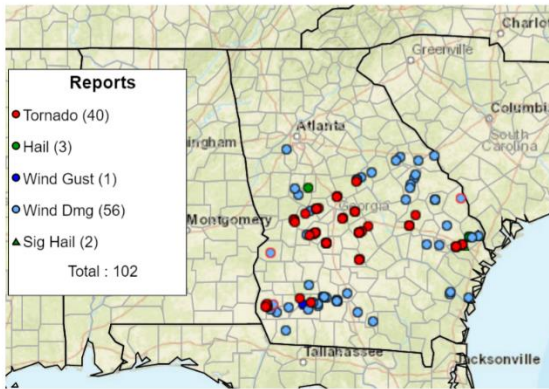 Charlot
Greenville
Reports
Tornado (40)
Hail (3)
Wind Gust (1)
Wind Dmg (56)
Sig Hail (2)
Total : 102
Atlanta
Columbi
South
Carolina
ingham
Georgia
Montgomery
Tallahassee
Jacksonville